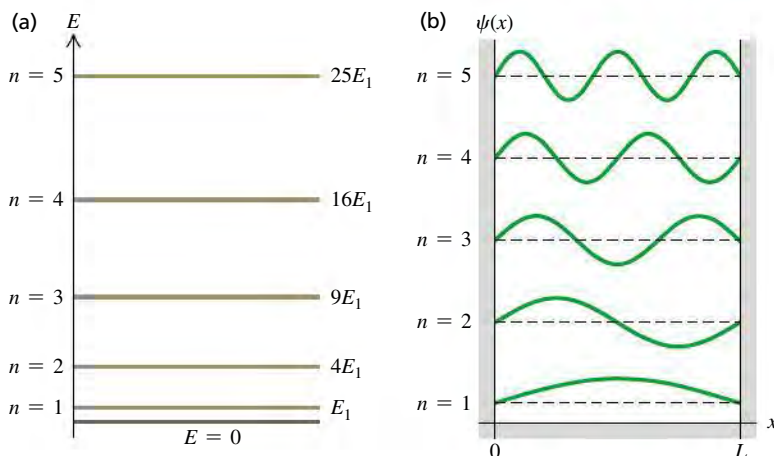 (a) E
n = 5 25E₁
n = 4 16E₁
n = 3 9E₁
n = 2 4E₁
n = 1 E₁
E = 0
(b) ψ(x)
n = 5
n = 4
n = 3
n = 2
n = 1
x
0 L